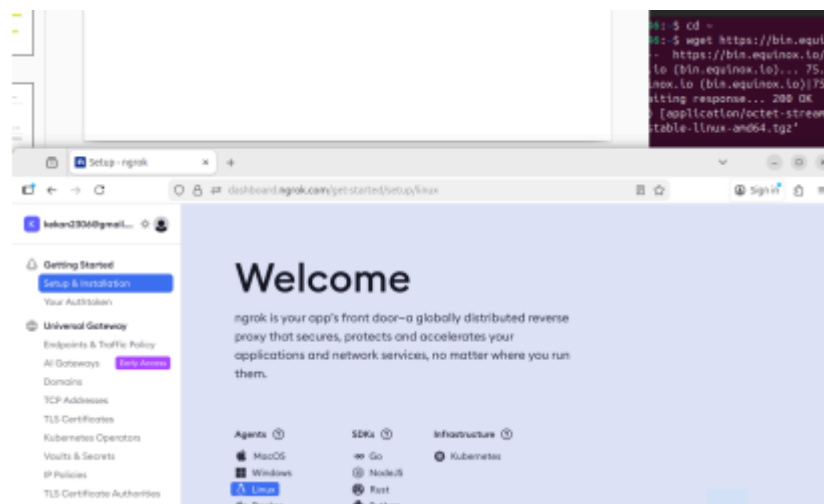 $ cd ~
$ wget https://bin.equi
-- https://bin.equinox.io/
.io (bin.equinox.io)... 75.
nox.io (bin.equinox.io)|75
iting response... 200 OK
[application/octet-stream
stable-linux-amd64.tgz'
Setup - ngrok
dashboard.ngrok.com/get-started/setup/linux
Sign in
K
Getting Started
Setup & Installation
Your Authtoken
Universal Gateway
Endpoints & Traffic Policy
AI Gateways Early Access
Domains
TCP Addresses
TLS Certificates
Kubernetes Operators
Vaults & Secrets
IP Policies
TLS Certificate Authorities
Welcome
ngrok is your app's front door—a globally distributed reverse
proxy that secures, protects and accelerates your
applications and network services, no matter where you run
them.
Agents SDKs Infrastructure
MacOS Go Kubernetes
Windows NodeJS
Linux Rust